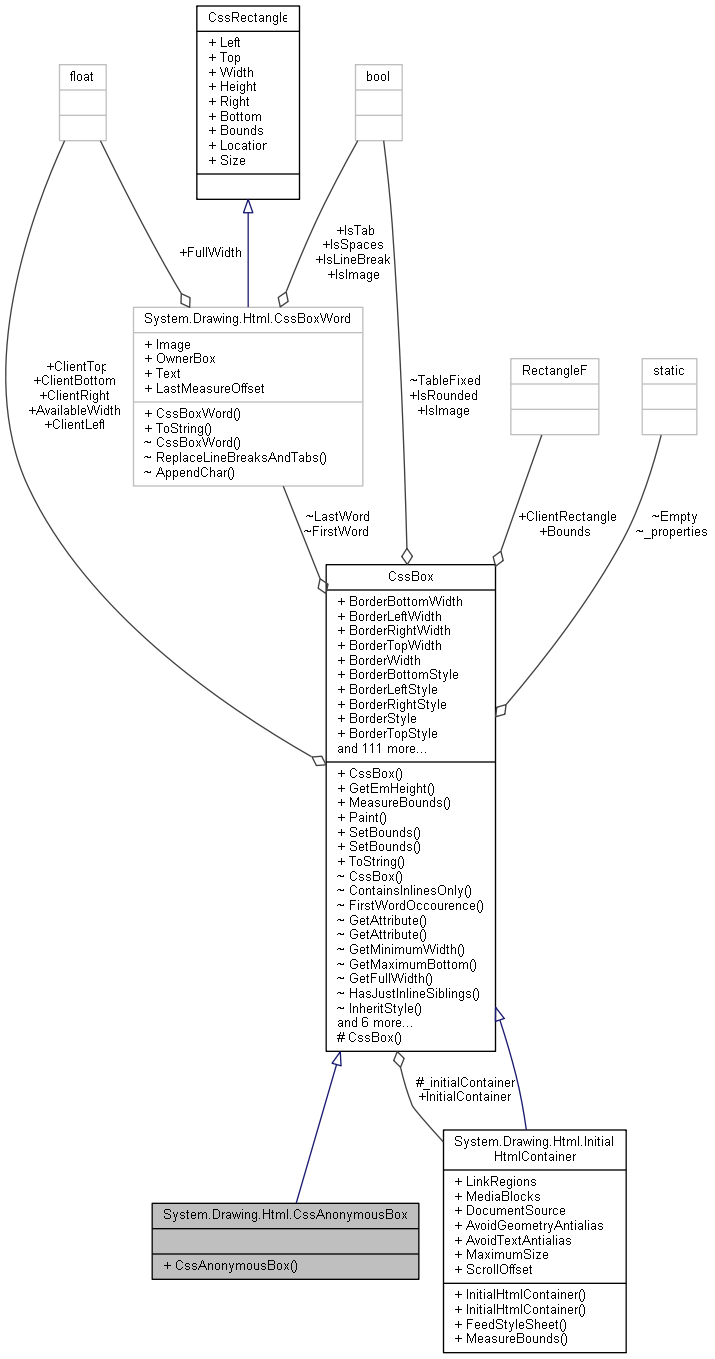 CssRectangle
+ Left
+ Top
+ Width
+ Height
+ Right
+ Bottom
+ Bounds
+ Location
+ Size
float
bool
+FullWidth
+IsTab
+IsSpaces
+IsLineBreak
+IsImage
System.Drawing.Html.CssBoxWord
+ Image
+ OwnerBox
+ Text
+ LastMeasureOffset
+ CssBoxWord()
+ ToString()
~ CssBoxWord()
~ ReplaceLineBreaksAndTabs()
~ AppendChar()
+ClientTop
+ClientBottom
+ClientRight
+AvailableWidth
+ClientLeft
~TableFixed
+IsRounded
+IsImage
RectangleF
static
~LastWord
~FirstWord
+ClientRectangle
+Bounds
~Empty
~_properties
CssBox
+ BorderBottomWidth
+ BorderLeftWidth
+ BorderRightWidth
+ BorderTopWidth
+ BorderWidth
+ BorderBottomStyle
+ BorderLeftStyle
+ BorderRightStyle
+ BorderStyle
+ BorderTopStyle
and 111 more...
+ CssBox()
+ GetEmHeight()
+ MeasureBounds()
+ Paint()
+ SetBounds()
+ SetBounds()
+ ToString()
~ CssBox()
~ ContainsInlinesOnly()
~ FirstWordOccourence()
~ GetAttribute()
~ GetAttribute()
~ GetMinimumWidth()
~ GetMaximumBottom()
~ GetFullWidth()
~ HasJustInlineSiblings()
~ InheritStyle()
and 6 more...
# CssBox()
#_initialContainer
+InitialContainer
System.Drawing.Html.CssAnonymousBox
+ CssAnonymousBox()
System.Drawing.Html.Initial
HtmlContainer
+ LinkRegions
+ MediaBlocks
+ DocumentSource
+ AvoidGeometryAntialias
+ AvoidTextAntialias
+ MaximumSize
+ ScrollOffset
+ InitialHtmlContainer()
+ InitialHtmlContainer()
+ FeedStyleSheet()
+ MeasureBounds()